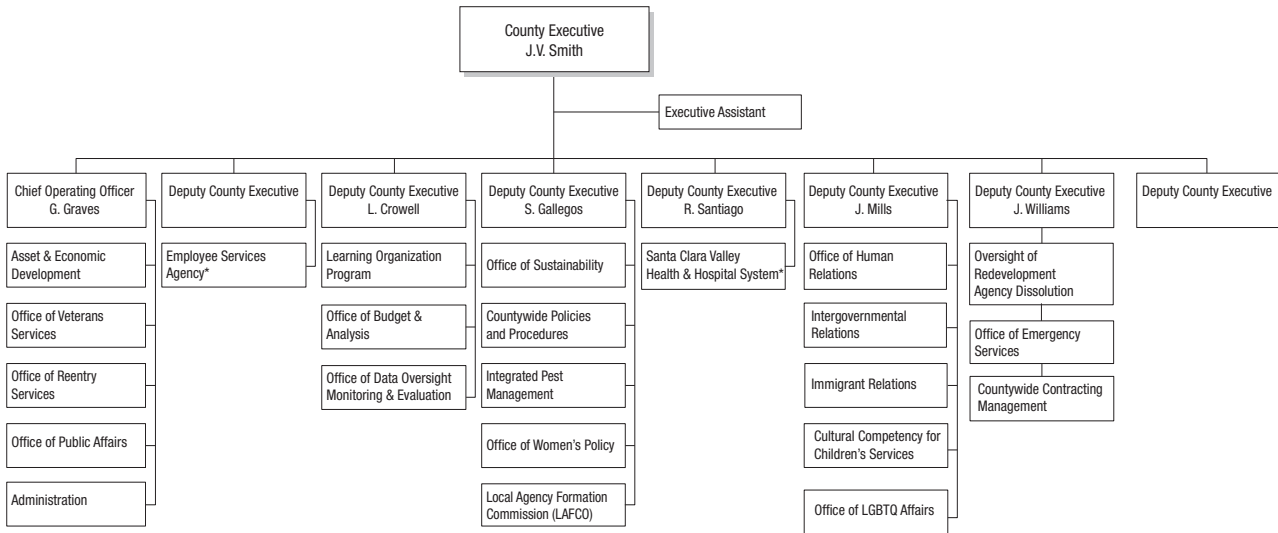 County Executive
J.V. Smith
Executive Assistant
Chief Operating Officer
G. Graves
Asset & Economic
Development
Office of Veterans
Services
Office of Reentry
Services
Office of Public Affairs
Administration
Deputy County Executive
Employee Services
Agency*
Deputy County Executive
L. Crowell
Learning Organization
Program
Office of Budget &
Analysis
Office of Data Oversight
Monitoring & Evaluation
Deputy County Executive
S. Gallegos
Office of Sustainability
Countywide Policies
and Procedures
Integrated Pest
Management
Office of Women's Policy
Local Agency Formation
Commission (LAFCO)
Deputy County Executive
R. Santiago
Santa Clara Valley
Health & Hospital System*
Deputy County Executive
J. Mills
Office of Human
Relations
Intergovernmental
Relations
Immigrant Relations
Cultural Competency for
Children's Services
Office of LGBTQ Affairs
Deputy County Executive
J. Williams
Oversight of
Redevelopment
Agency Dissolution
Office of Emergency
Services
Countywide Contracting
Management
Deputy County Executive